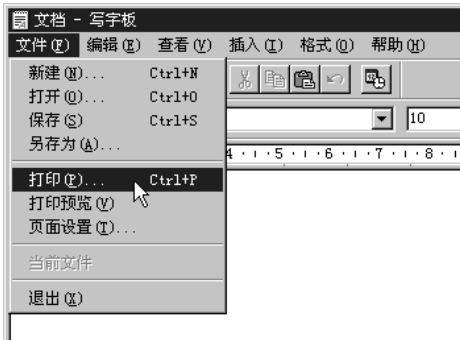 文档 - 写字板
文件(F) 编辑(E) 查看(V) 插入(I) 格式(O) 帮助(H)
新建(N)... Ctrl+N
打开(O)... Ctrl+O
保存(S) Ctrl+S
另存为(A)...
10
4 · 5 · 6 · 7 · 8
打印(P)... Ctrl+P
打印预览(V)
页面设置(T)...
当前文件
退出(X)